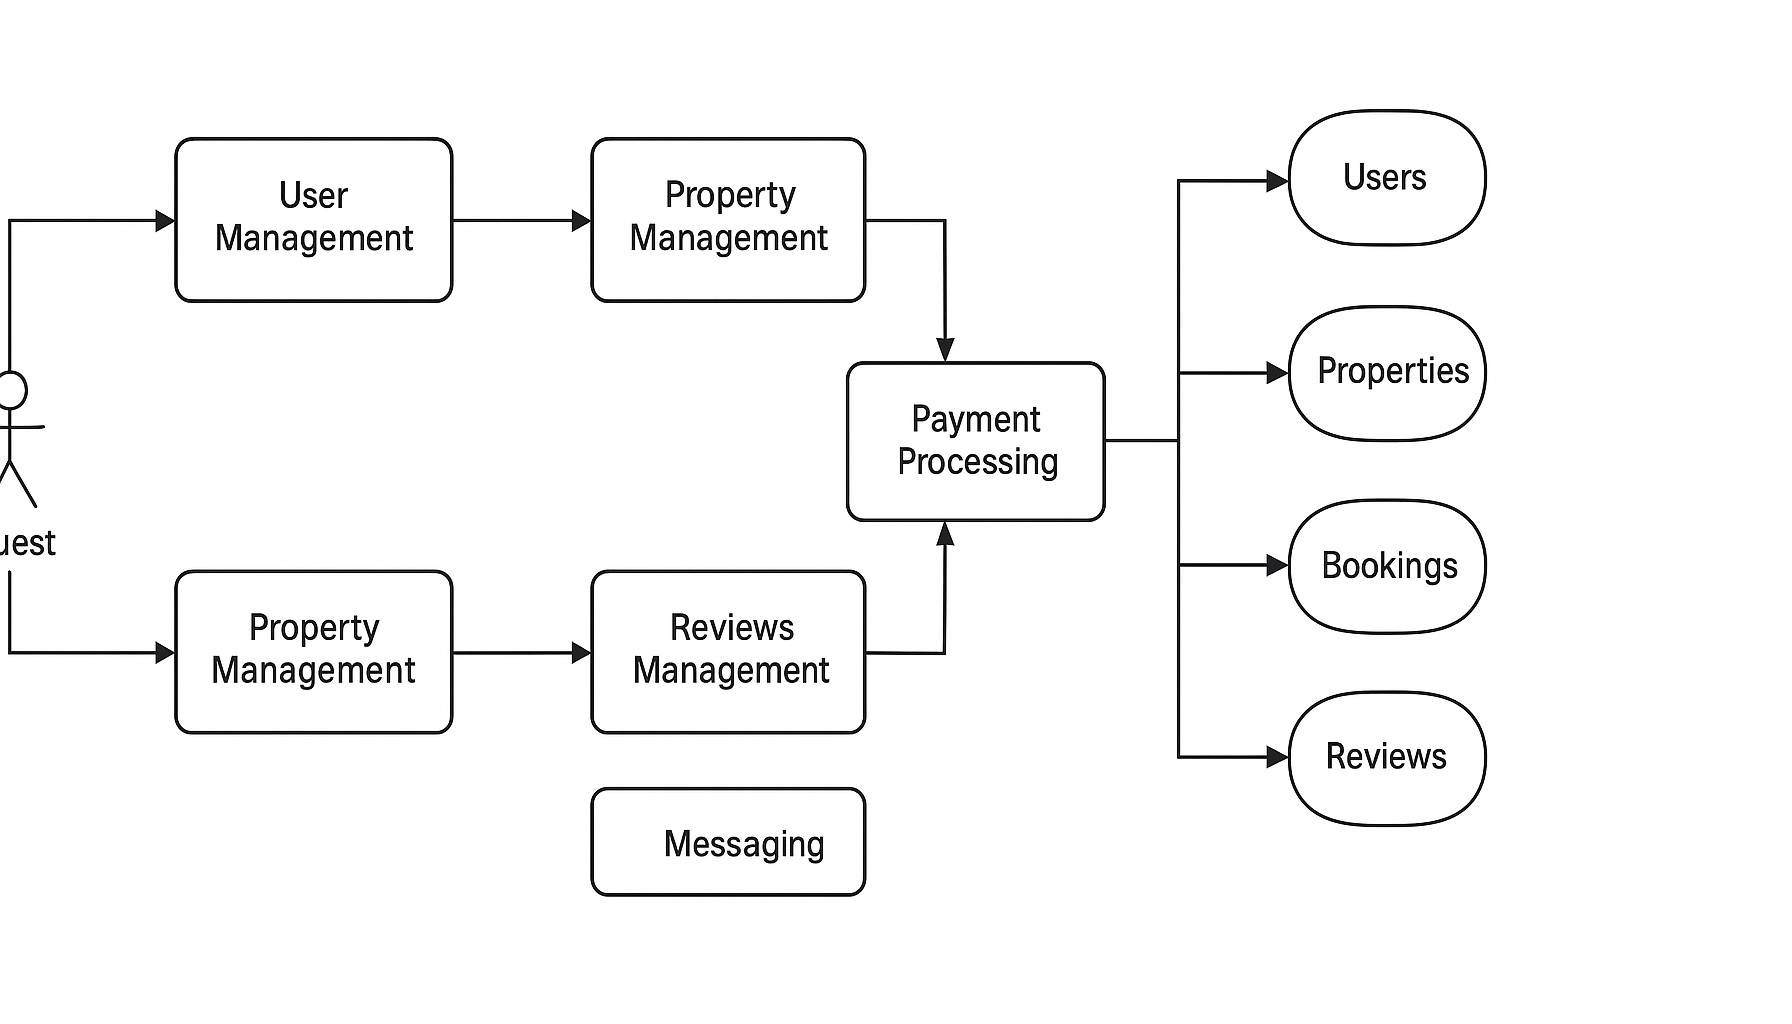 User
Management
Property
Management
Users
Properties
Payment
Processing
uest
Property
Management
Reviews
Management
Bookings
Reviews
Messaging